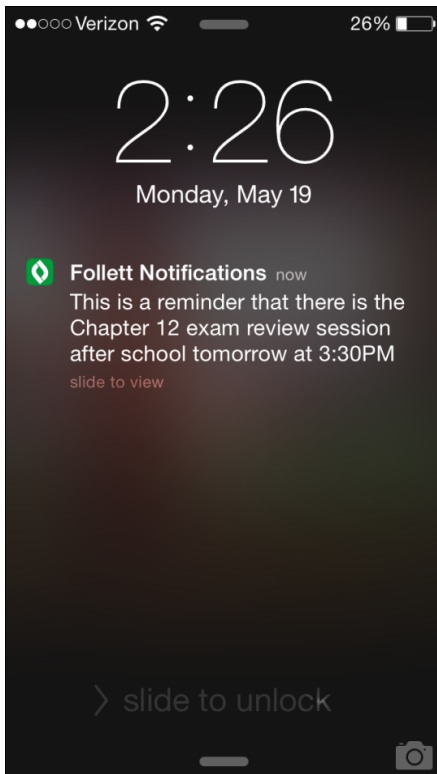 Verizon 26%
2:26
Monday, May 19
Follett Notifications now
This is a reminder that there is the
Chapter 12 exam review session
after school tomorrow at 3:30PM
slide to view
slide to unlock